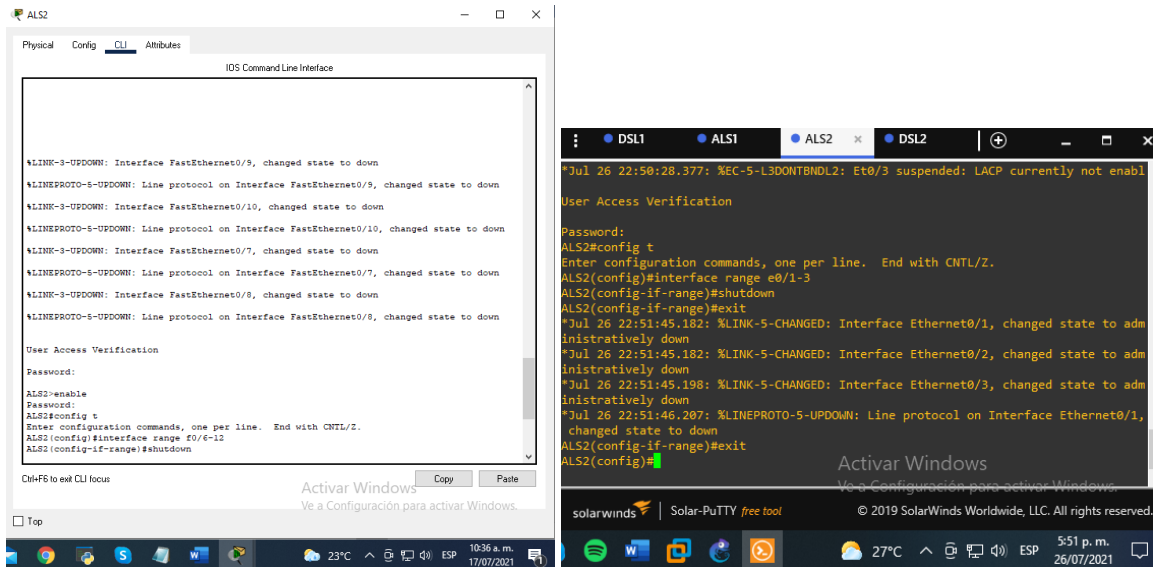 ALS2
Physical Config CLI Attributes
IOS Command Line Interface
%LINK-3-UPDOWN: Interface FastEthernet0/9, changed state to down
%LINEPROTO-5-UPDOWN: Line protocol on Interface FastEthernet0/9, changed state to down
%LINK-3-UPDOWN: Interface FastEthernet0/10, changed state to down
%LINEPROTO-5-UPDOWN: Line protocol on Interface FastEthernet0/10, changed state to down
%LINK-3-UPDOWN: Interface FastEthernet0/7, changed state to down
%LINEPROTO-5-UPDOWN: Line protocol on Interface FastEthernet0/7, changed state to down
%LINK-3-UPDOWN: Interface FastEthernet0/8, changed state to down
%LINEPROTO-5-UPDOWN: Line protocol on Interface FastEthernet0/8, changed state to down
User Access Verification
Password:
ALS2>enable
Password:
ALS2#config t
Enter configuration commands, one per line. End with CNTL/Z.
ALS2(config)#interface range f0/6-12
ALS2(config-if-range)#shutdown
Ctrl+F6 to exit CLI focus
Copy Paste
Activar Windows
Ve a Configuración para activar Windows.
Top
23°C ESP
10:36 a. m.
17/07/2021
1
DSL1 ALS1 ALS2 DSL2
*Jul 26 22:50:28.377: %EC-5-L3DONTBNDL2: Et0/3 suspended: LACP currently not enabl
User Access Verification
Password:
ALS2#config t
Enter configuration commands, one per line. End with CNTL/Z.
ALS2(config)#interface range e0/1-3
ALS2(config-if-range)#shutdown
ALS2(config-if-range)#exit
*Jul 26 22:51:45.182: %LINK-5-CHANGED: Interface Ethernet0/1, changed state to adm
inistratively down
*Jul 26 22:51:45.182: %LINK-5-CHANGED: Interface Ethernet0/2, changed state to adm
inistratively down
*Jul 26 22:51:45.198: %LINK-5-CHANGED: Interface Ethernet0/3, changed state to adm
inistratively down
*Jul 26 22:51:46.207: %LINEPROTO-5-UPDOWN: Line protocol on Interface Ethernet0/1,
changed state to down
ALS2(config-if-range)#exit
ALS2(config)#
Activar Windows
Ve a Configuración para activar Windows.
solarwinds Solar-PuTTY free tool © 2019 SolarWinds Worldwide, LLC. All rights reserved.
27°C ESP
5:51 p. m.
26/07/2021